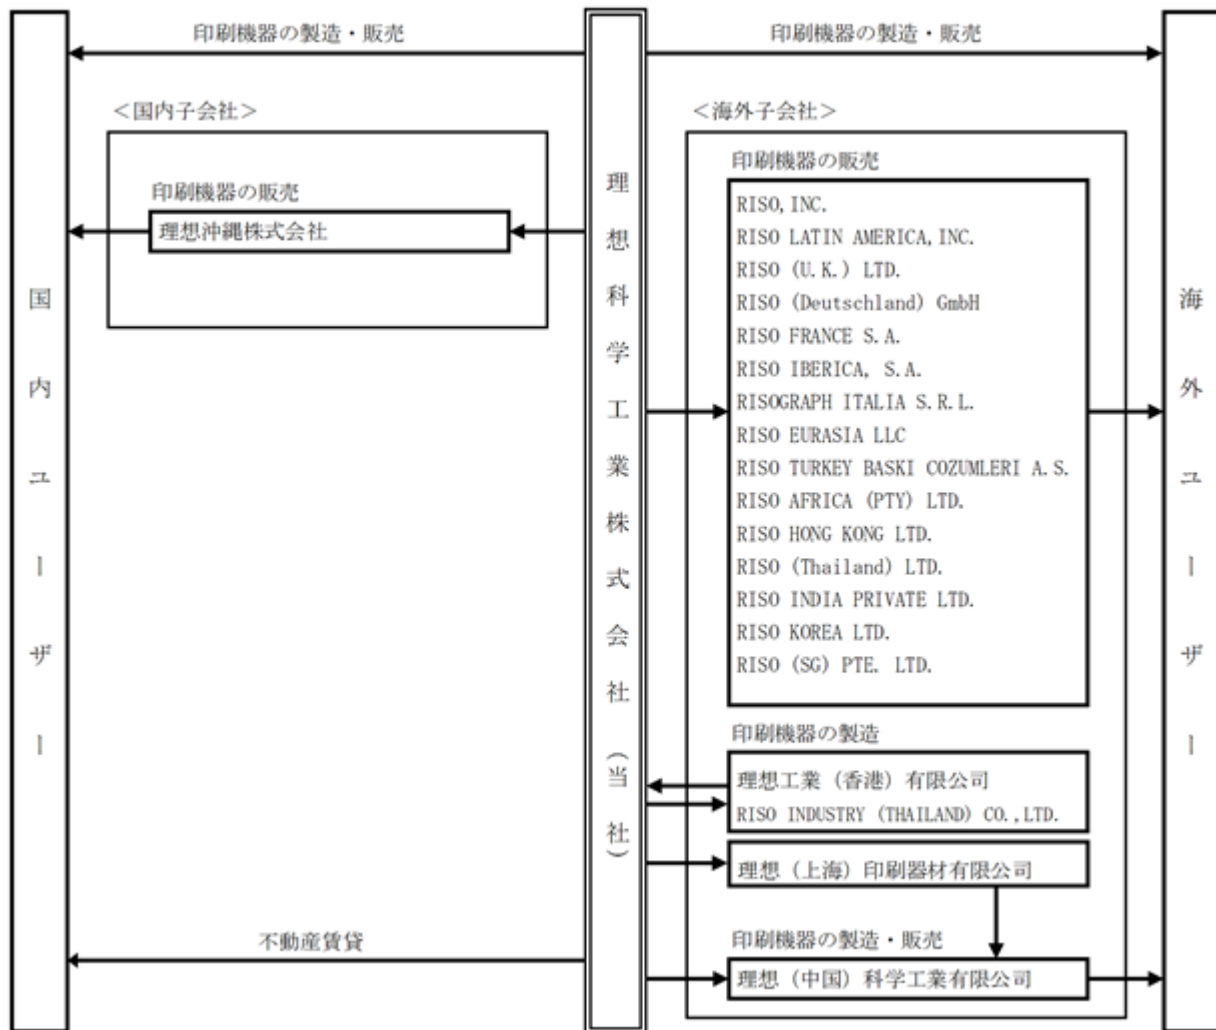 印刷機器の製造・販売
印刷機器の製造・販売
＜国内子会社＞
＜海外子会社＞
印刷機器の販売
理想沖縄株式会社
国内ユーザー
理想科学工業株式会社（当社）
海外ユーザー
印刷機器の販売
RISO,INC.
RISO LATIN AMERICA,INC.
RISO (U.K.) LTD.
RISO (Deutschland) GmbH
RISO FRANCE S.A.
RISO IBERICA, S.A.
RISOGRAPH ITALIA S.R.L.
RISO EURASIA LLC
RISO TURKEY BASKI COZUMLERI A.S.
RISO AFRICA (PTY) LTD.
RISO HONG KONG LTD.
RISO (Thailand) LTD.
RISO INDIA PRIVATE LTD.
RISO KOREA LTD.
RISO (SG) PTE. LTD.
印刷機器の製造
理想工業（香港）有限公司
RISO INDUSTRY (THAILAND) CO.,LTD.
理想（上海）印刷器材有限公司
印刷機器の製造・販売
理想（中国）科学工業有限公司
不動産賃貸